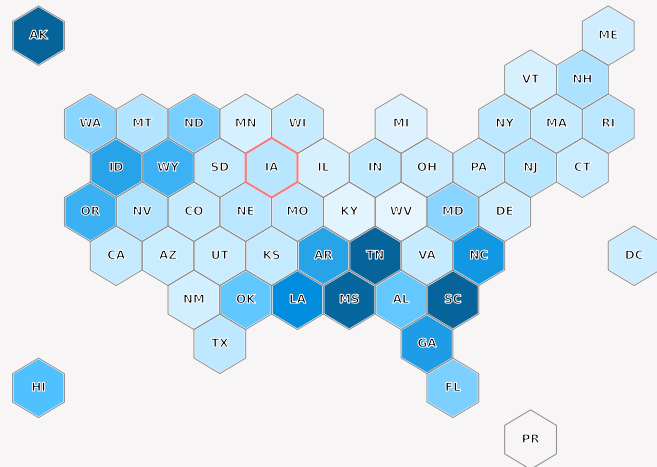 AK
ME
VT NH
WA MT ND MN WI MI NY MA RI
ID WY SD IA IL IN OH PA NJ CT
OR NV CO NE MO KY WV MD DE
CA AZ UT KS AR TN VA NC DC
NM OK LA MS AL SC
TX GA
HI FL
PR